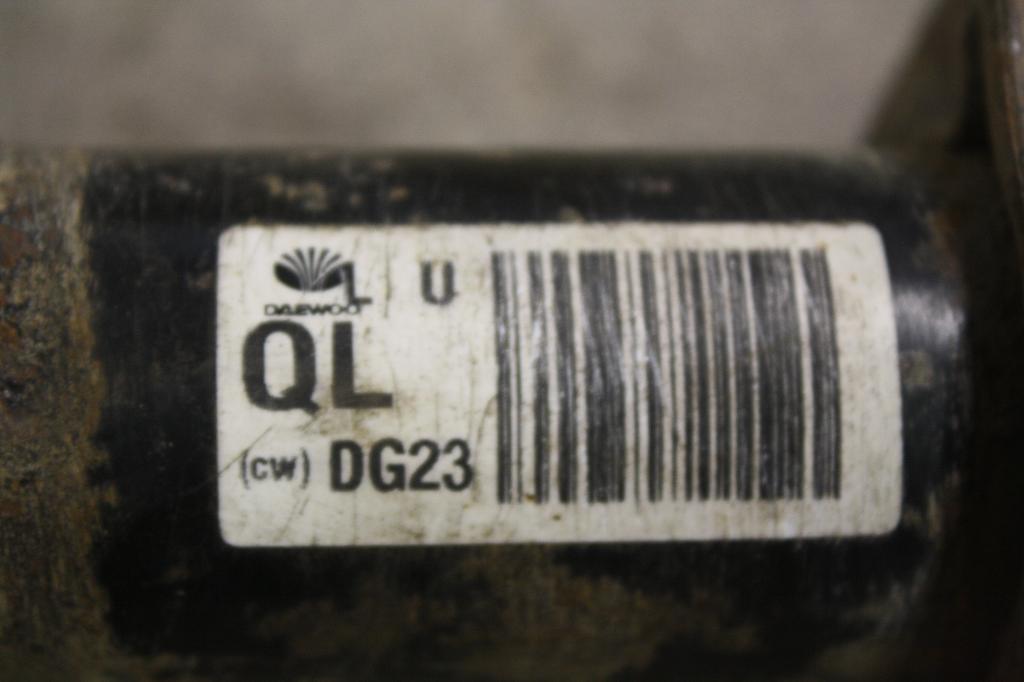 L U
DAEWOO
QL
(CW) DG23